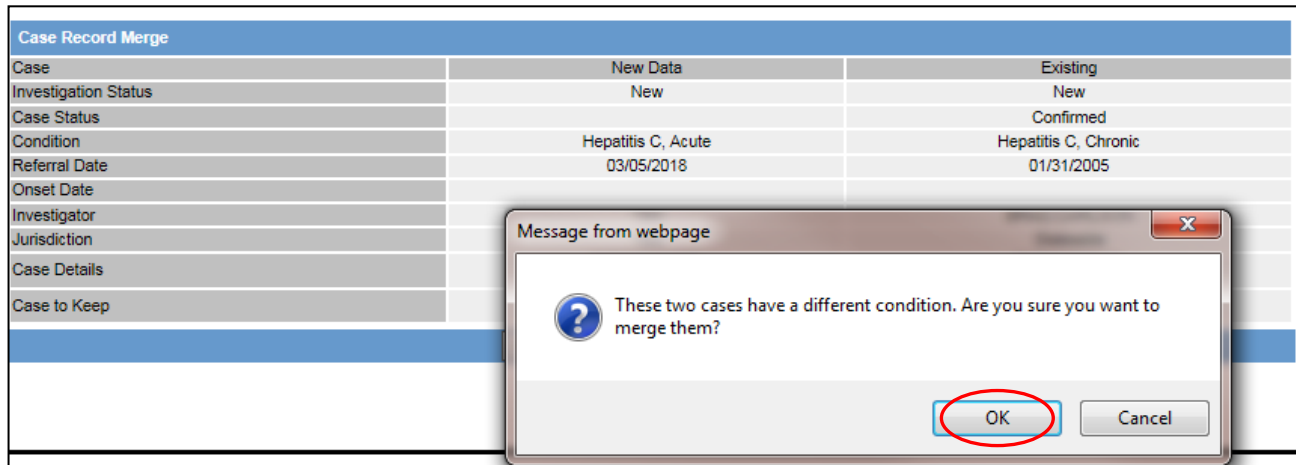 Case Record Merge
Case New Data Existing
Investigation Status New New
Case Status Confirmed
Condition Hepatitis C, Acute Hepatitis C, Chronic
Referral Date 03/05/2018 01/31/2005
Onset Date
Investigator
Jurisdiction
Case Details
Case to Keep
Message from webpage
These two cases have a different condition. Are you sure you want to
merge them?
OK Cancel